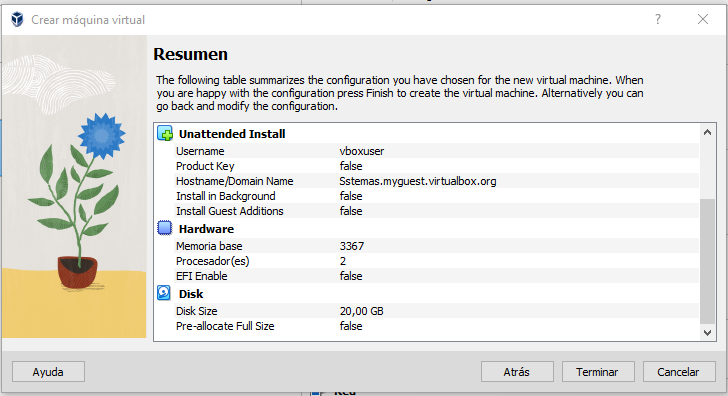 Crear máquina virtual
Resumen
The following table summarizes the configuration you have chosen for the new virtual machine. When
you are happy with the configuration press Finish to create the virtual machine. Alternatively you can
go back and modify the configuration.
Unattended Install
Username vboxuser
Product Key false
Hostname/Domain Name Sstemas.myguest.virtualbox.org
Install in Background false
Install Guest Additions false
Hardware
Memoria base 3367
Procesador(es) 2
EFI Enable false
Disk
Disk Size 20,00 GB
Pre-allocate Full Size false
Ayuda Atrás Terminar Cancelar